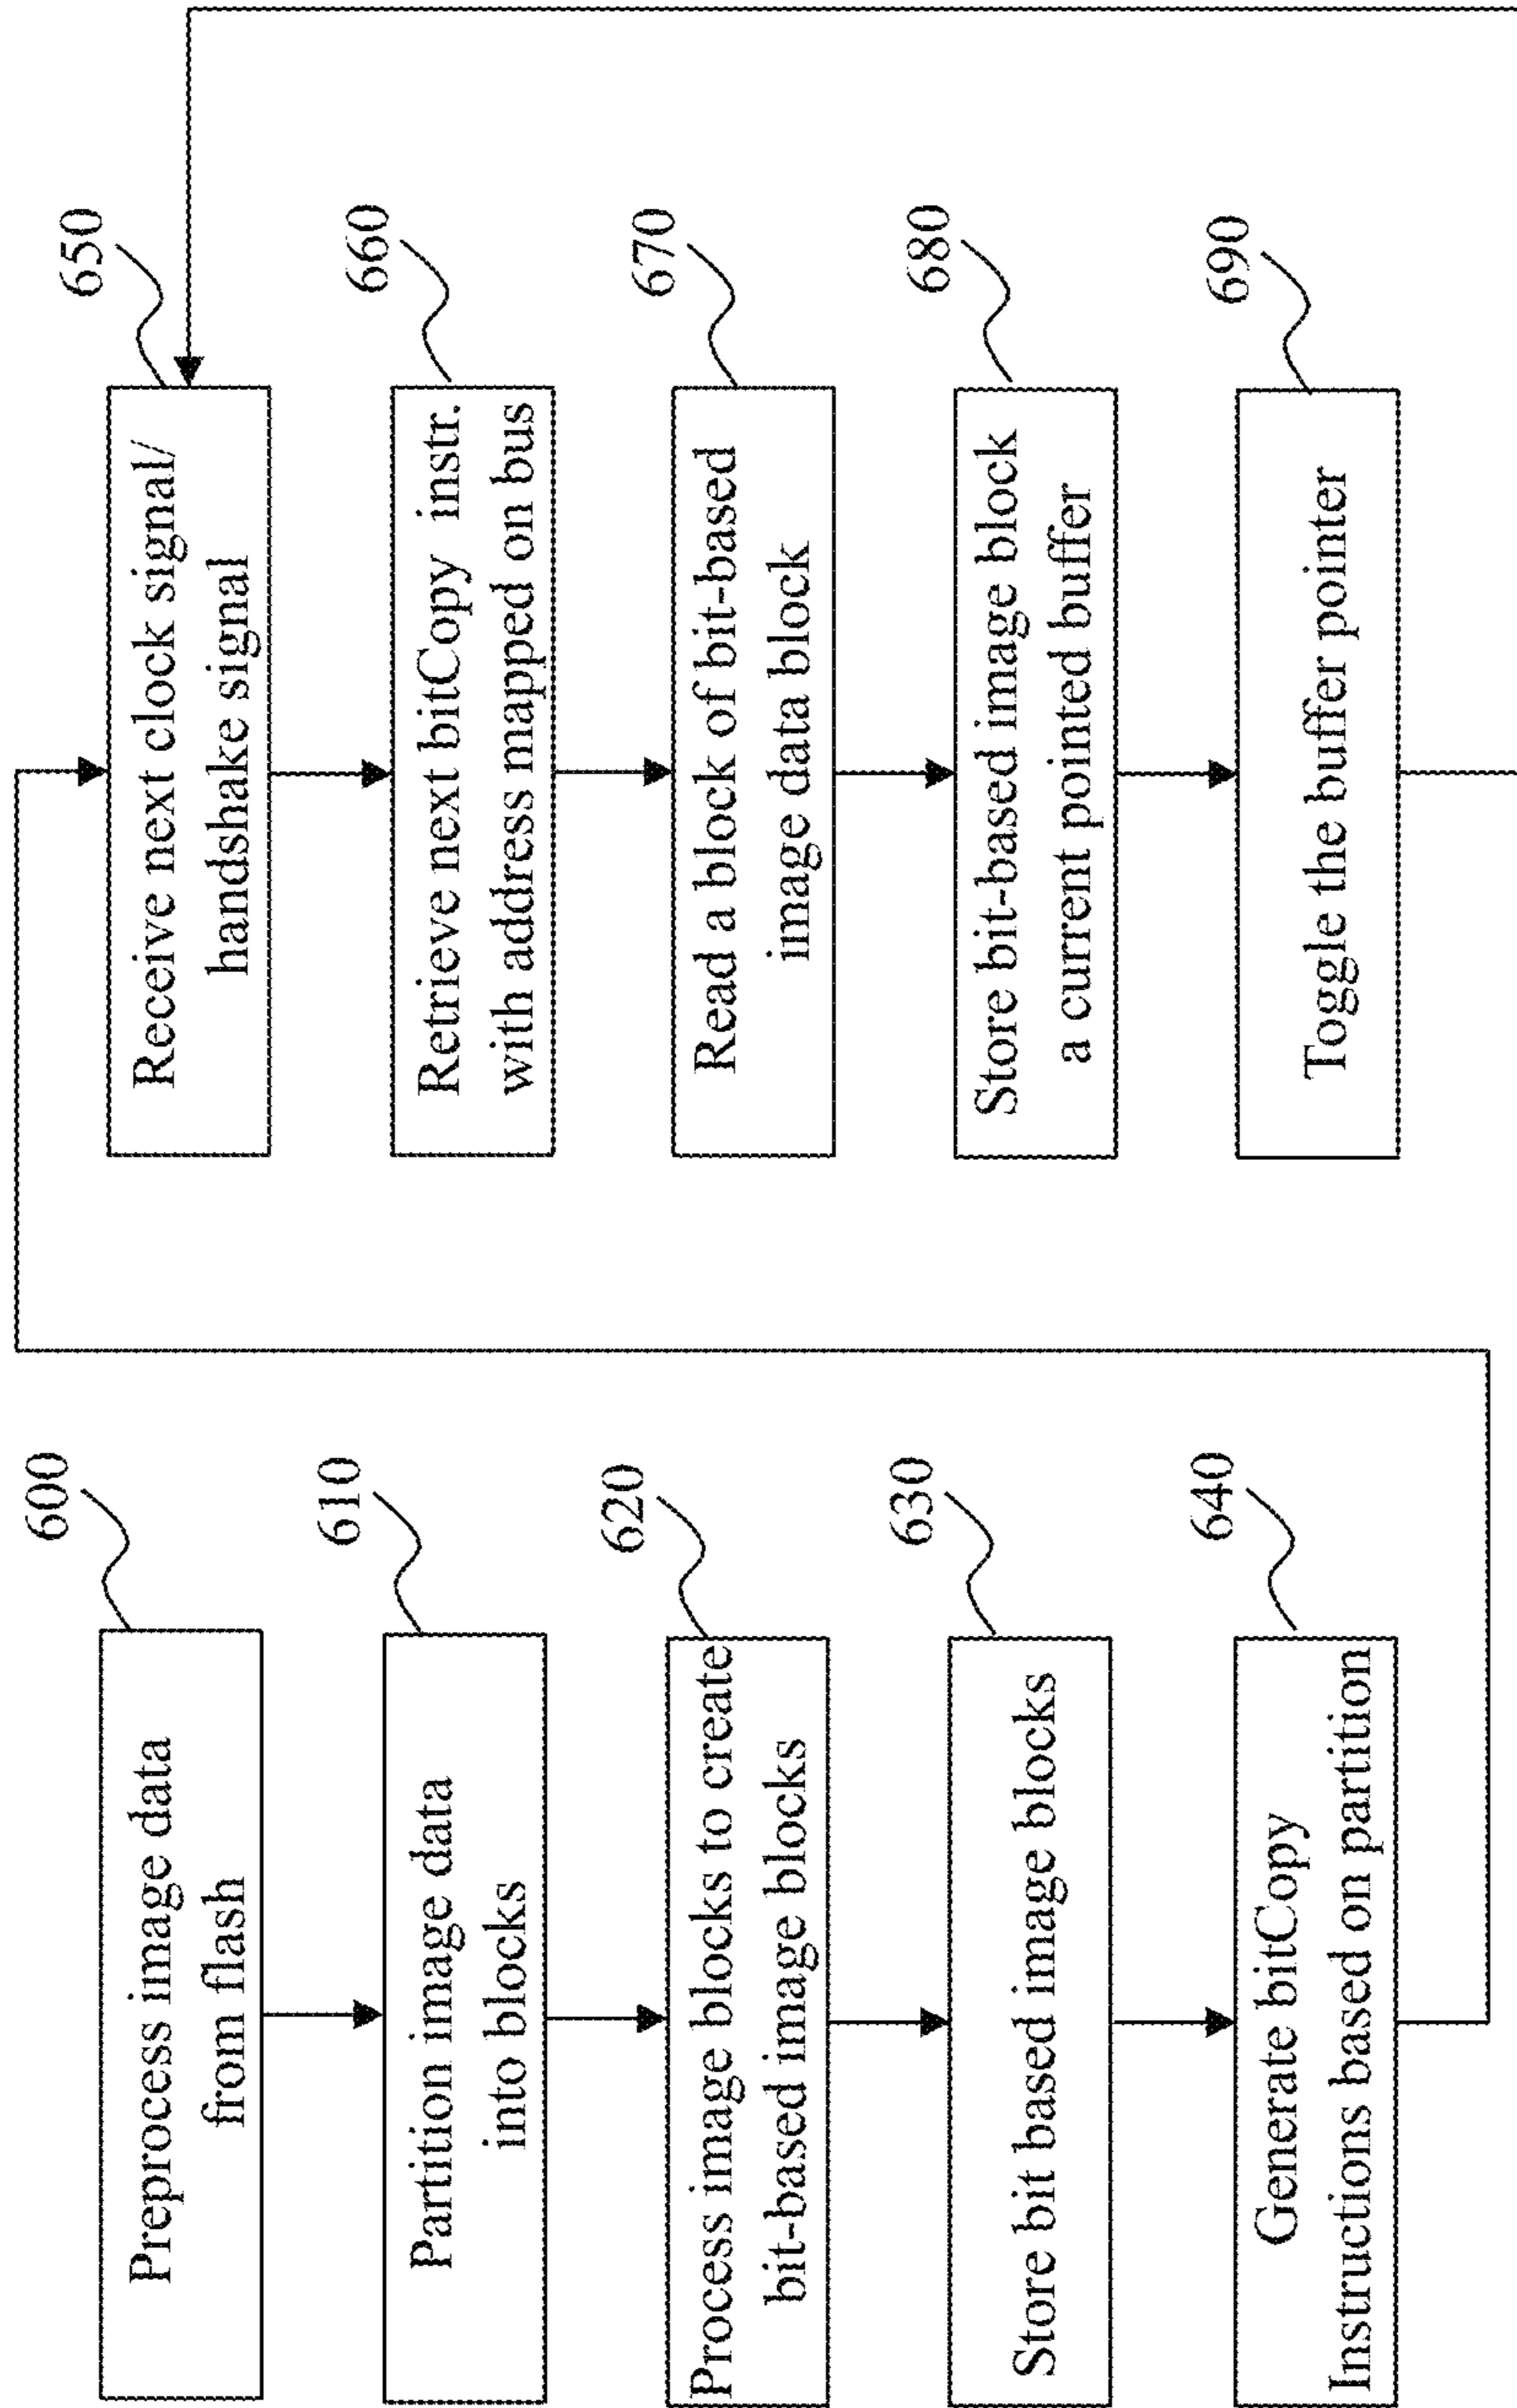 600
Preprocess image data
from flash
610
Partition image data
into blocks
620
Process image blocks to create
bit-based image blocks
630
Store bit based image blocks
640
Generate bitCopy
Instructions based on partition
650
Receive next clock signal/
handshake signal
660
Retrieve next bitCopy instr.
with address mapped on bus
670
Read a block of bit-based
image data block
680
Store bit-based image block
a current pointed buffer
690
Toggle the buffer pointer